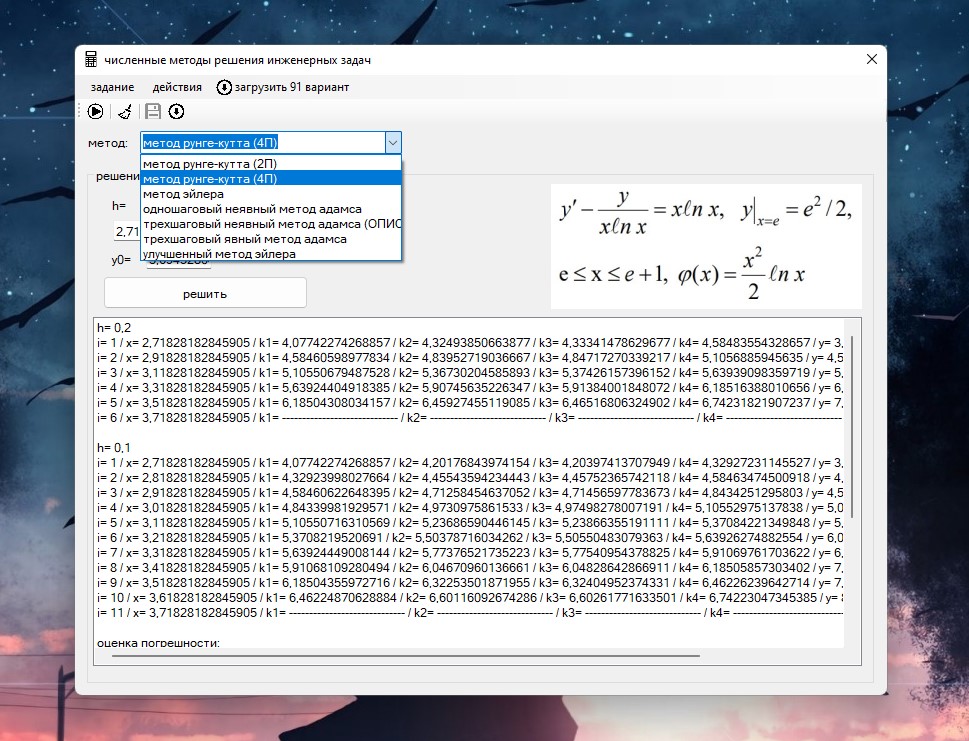 численные методы решения инженерных задач
задание действия загрузить 91 вариант
метод: метод рунге-кутта (4П)
метод рунге-кутта (2П)
метод рунге-кутта (4П)
метод эйлера
одношаговый неявный метод адамса
трехшаговый неявный метод адамса (ОПИС
трехшаговый явный метод адамса
улучшенный метод эйлера
h=
2,71
y0=
решить
y′ − y/(xℓn x) = xℓn x, y|x=e = e²/2,
e ≤ x ≤ e+1, φ(x) = x²/2 ℓn x
h= 0,2
i= 1 / x= 2,71828182845905 / k1= 4,07742274268857 / k2= 4,32493850663877 / k3= 4,33341478629677 / k4= 4,58483554328657 / y= 3,
i= 2 / x= 2,91828182845905 / k1= 4,58460598977834 / k2= 4,83952719036667 / k3= 4,84717270339217 / k4= 5,1056885945635 / y= 4,5
i= 3 / x= 3,11828182845905 / k1= 5,10550679487528 / k2= 5,36730204585893 / k3= 5,37426157396152 / k4= 5,63939098359719 / y= 5,
i= 4 / x= 3,31828182845905 / k1= 5,63924404918385 / k2= 5,90745635226347 / k3= 5,91384001848072 / k4= 6,18516388010656 / y= 6,
i= 5 / x= 3,51828182845905 / k1= 6,18504308034157 / k2= 6,45927455119085 / k3= 6,46516806324902 / k4= 6,74231821907237 / y= 7,
i= 6 / x= 3,71828182845905 / k1= ---------------------------- / k2= ---------------------------- / k3= ---------------------------- / k4= ----------------------------
h= 0,1
i= 1 / x= 2,71828182845905 / k1= 4,07742274268857 / k2= 4,20176843974154 / k3= 4,20397413707949 / k4= 4,32927231145527 / y= 3,
i= 2 / x= 2,81828182845905 / k1= 4,32923998027664 / k2= 4,45543594234443 / k3= 4,45752365742118 / k4= 4,58463474500918 / y= 4,
i= 3 / x= 2,91828182845905 / k1= 4,58460622648395 / k2= 4,71258454637052 / k3= 4,71456597783673 / k4= 4,8434251295803 / y= 4,5
i= 4 / x= 3,01828182845905 / k1= 4,84339981929571 / k2= 4,9730975861533 / k3= 4,97498278007191 / k4= 5,10552975137838 / y= 5,0
i= 5 / x= 3,11828182845905 / k1= 5,10550716310569 / k2= 5,23686590446145 / k3= 5,23866355191111 / k4= 5,37084221349848 / y= 5,
i= 6 / x= 3,21828182845905 / k1= 5,3708219520691 / k2= 5,50378716034262 / k3= 5,50550483079363 / k4= 5,63926274882554 / y= 6,0
i= 7 / x= 3,31828182845905 / k1= 5,63924449008144 / k2= 5,77376521735223 / k3= 5,77540954378825 / k4= 5,91069761703622 / y= 6,
i= 8 / x= 3,41828182845905 / k1= 5,91068109280494 / k2= 6,04670960136661 / k3= 6,04828642866911 / k4= 6,18505857303402 / y= 7,
i= 9 / x= 3,51828182845905 / k1= 6,18504355972716 / k2= 6,32253501871955 / k3= 6,32404952374331 / k4= 6,46226239642714 / y= 7,
i= 10 / x= 3,61828182845905 / k1= 6,46224870628884 / k2= 6,60116092674286 / k3= 6,60261771633501 / k4= 6,74223047345385 / y=
i= 11 / x= 3,71828182845905 / k1= ---------------------------- / k2= ---------------------------- / k3= ---------------------------- / k4= ----------------------------
оценка погрешности: